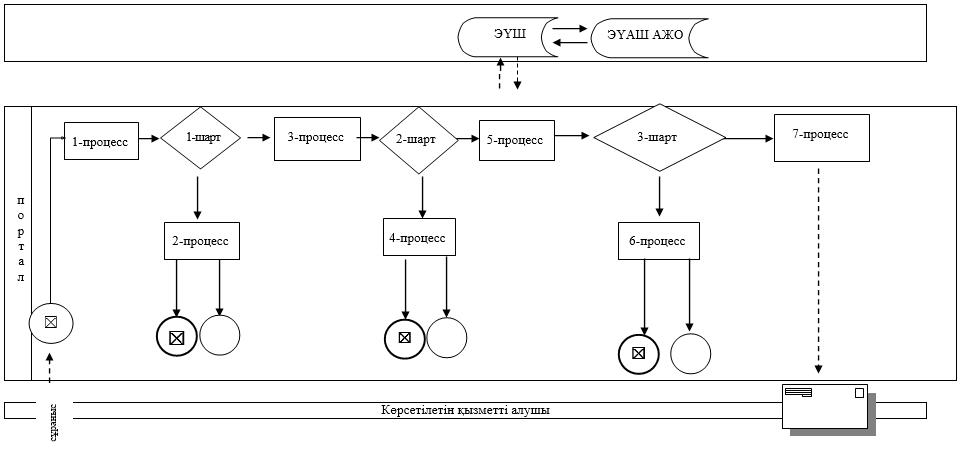 ЭҮШ
ЭҮАШ АЖО
1-процесс
1-шарт
3-процесс
2-шарт
5-процесс
3-шарт
7-процесс
портал
2-процесс
4-процесс
6-процесс
Көрсетілетін қызметті алушы
сұраныс